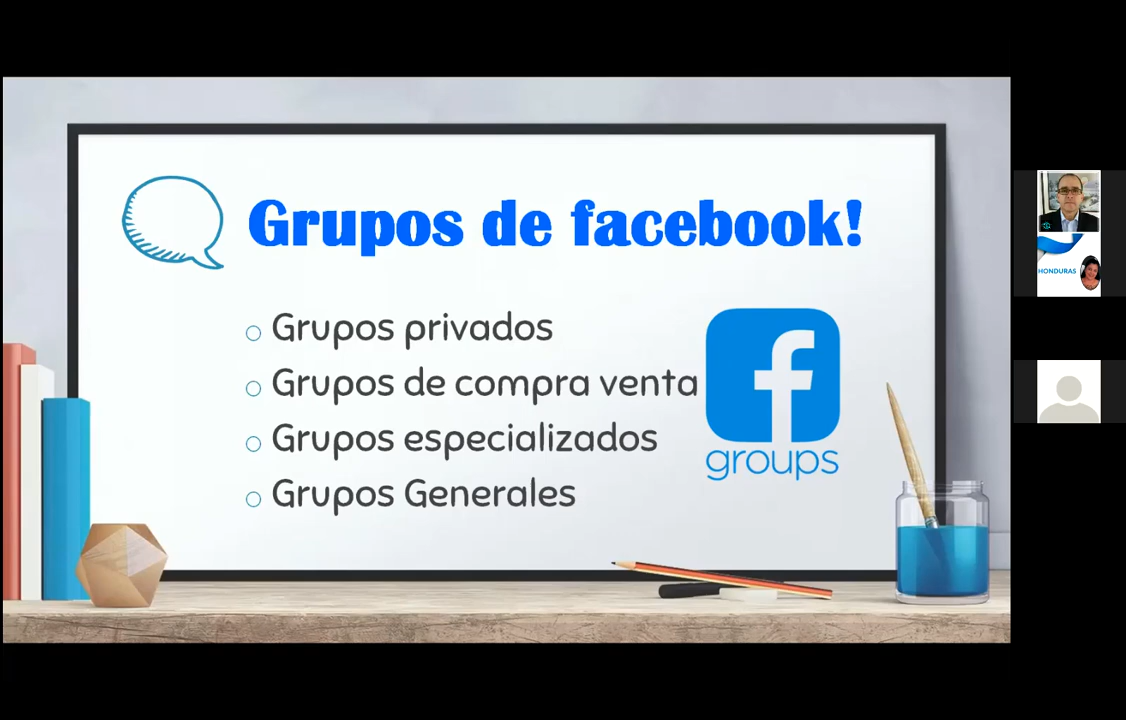 Grupos de facebook!
Grupos privados
Grupos de compra venta
Grupos especializados
Grupos Generales
f
groups
HONDURAS